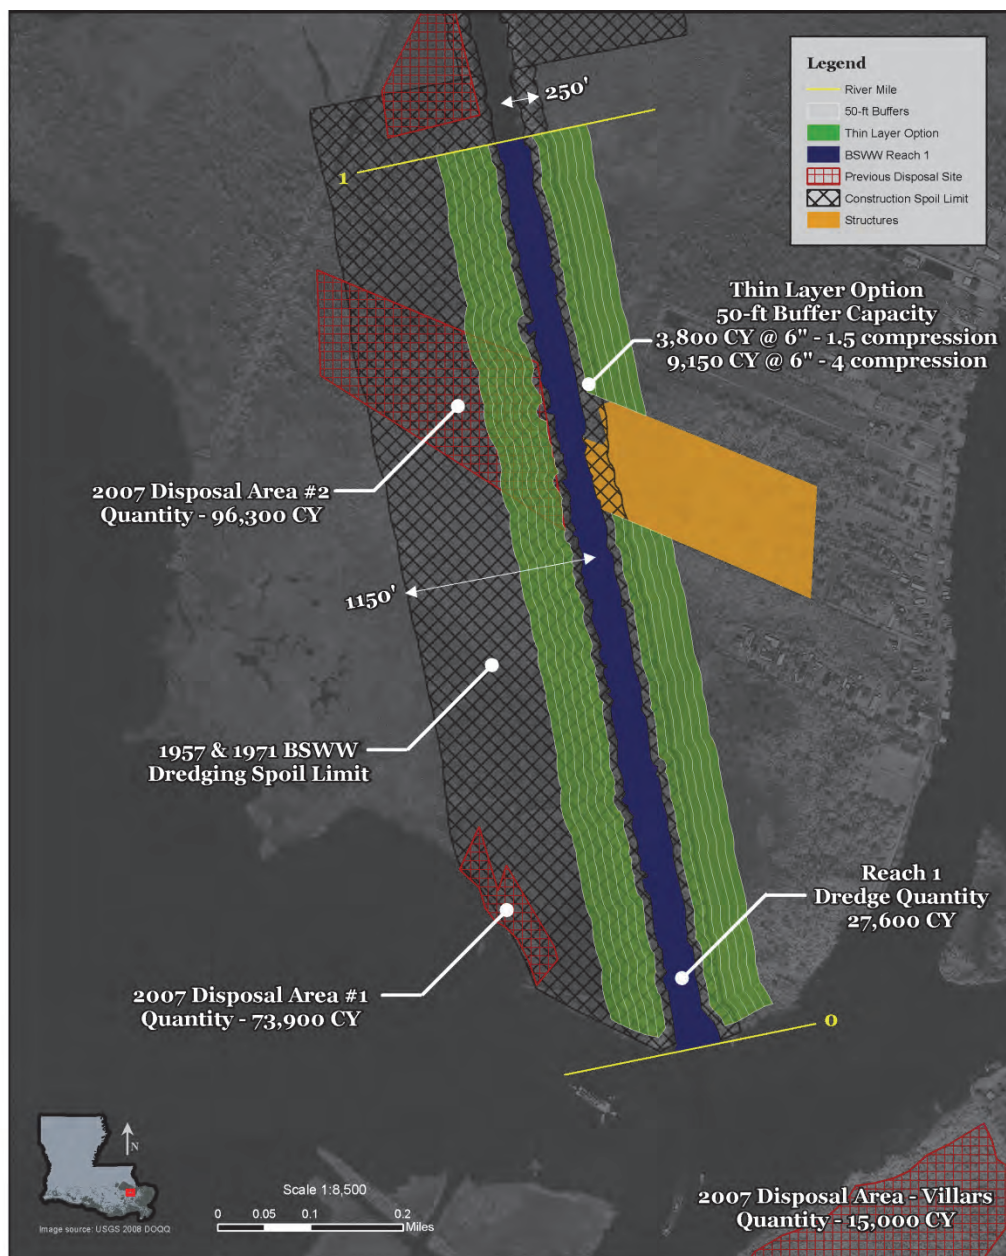 250'
Legend
River Mile
50-ft Buffers
Thin Layer Option
BSWW Reach 1
Previous Disposal Site
Construction Spoil Limit
Structures
1
Thin Layer Option
50-ft Buffer Capacity
3,800 CY @ 6" - 1.5 compression
9,150 CY @ 6" - 4 compression
2007 Disposal Area #2
Quantity - 96,300 CY
1150'
1957 & 1971 BSWW
Dredging Spoil Limit
Reach 1
Dredge Quantity
27,600 CY
2007 Disposal Area #1
Quantity - 73,900 CY
0
N
Image source: USGS 2008 DOQQ
Scale 1:8,500
0 0.05 0.1 0.2
Miles
2007 Disposal Area - Villars
Quantity - 15,000 CY